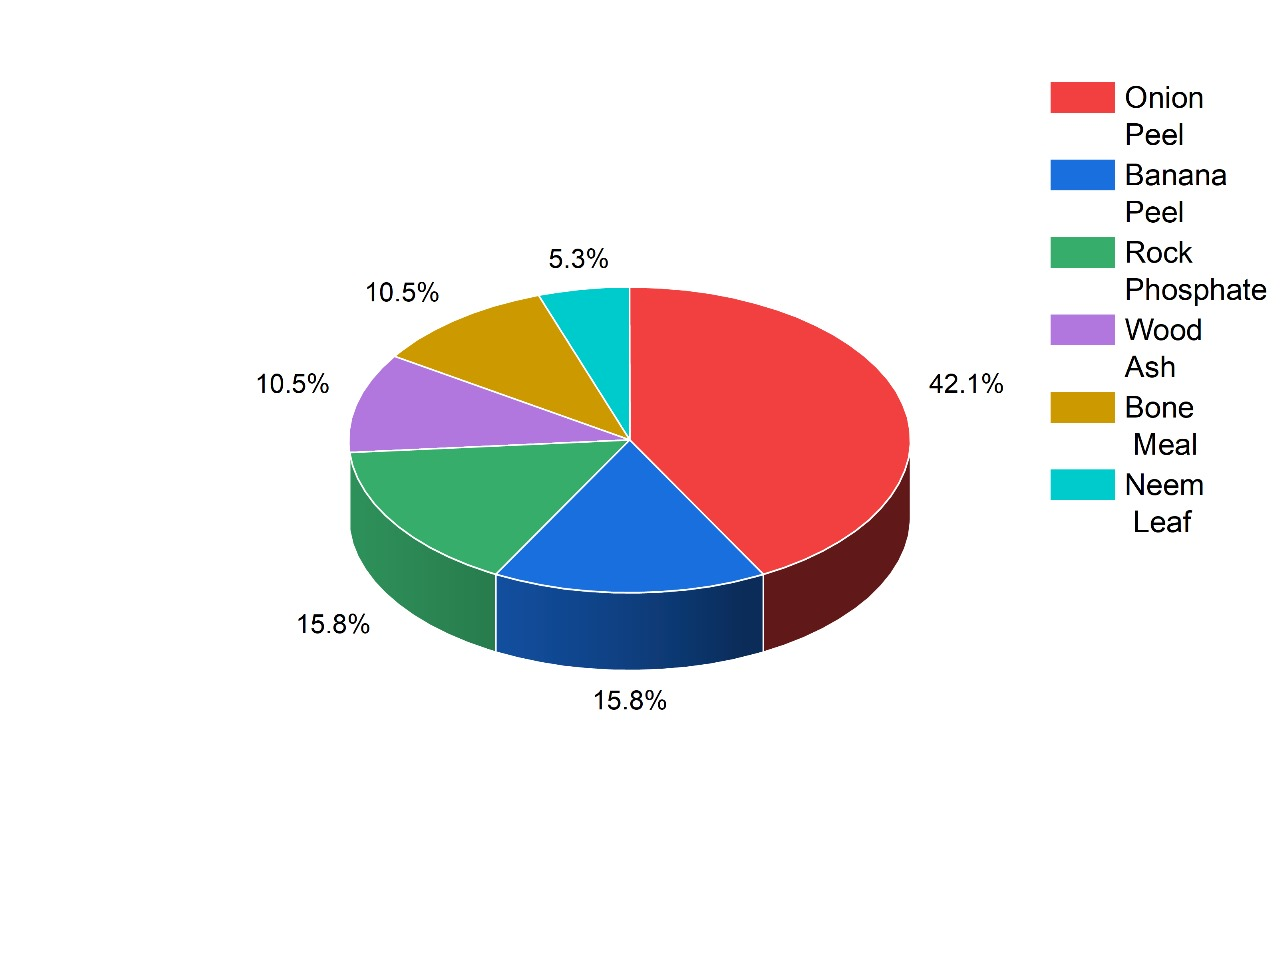 Onion
Peel
Banana
Peel
Rock
Phosphate
Wood
Ash
Bone
Meal
Neem
Leaf
5.3%
10.5%
10.5%
42.1%
15.8%
15.8%